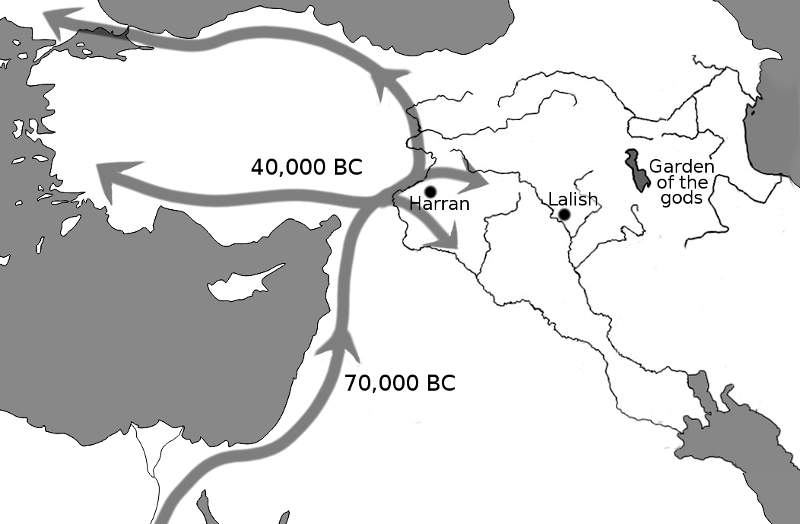 40,000 BC
Harran
Lalish
Garden
of the
gods
70,000 BC